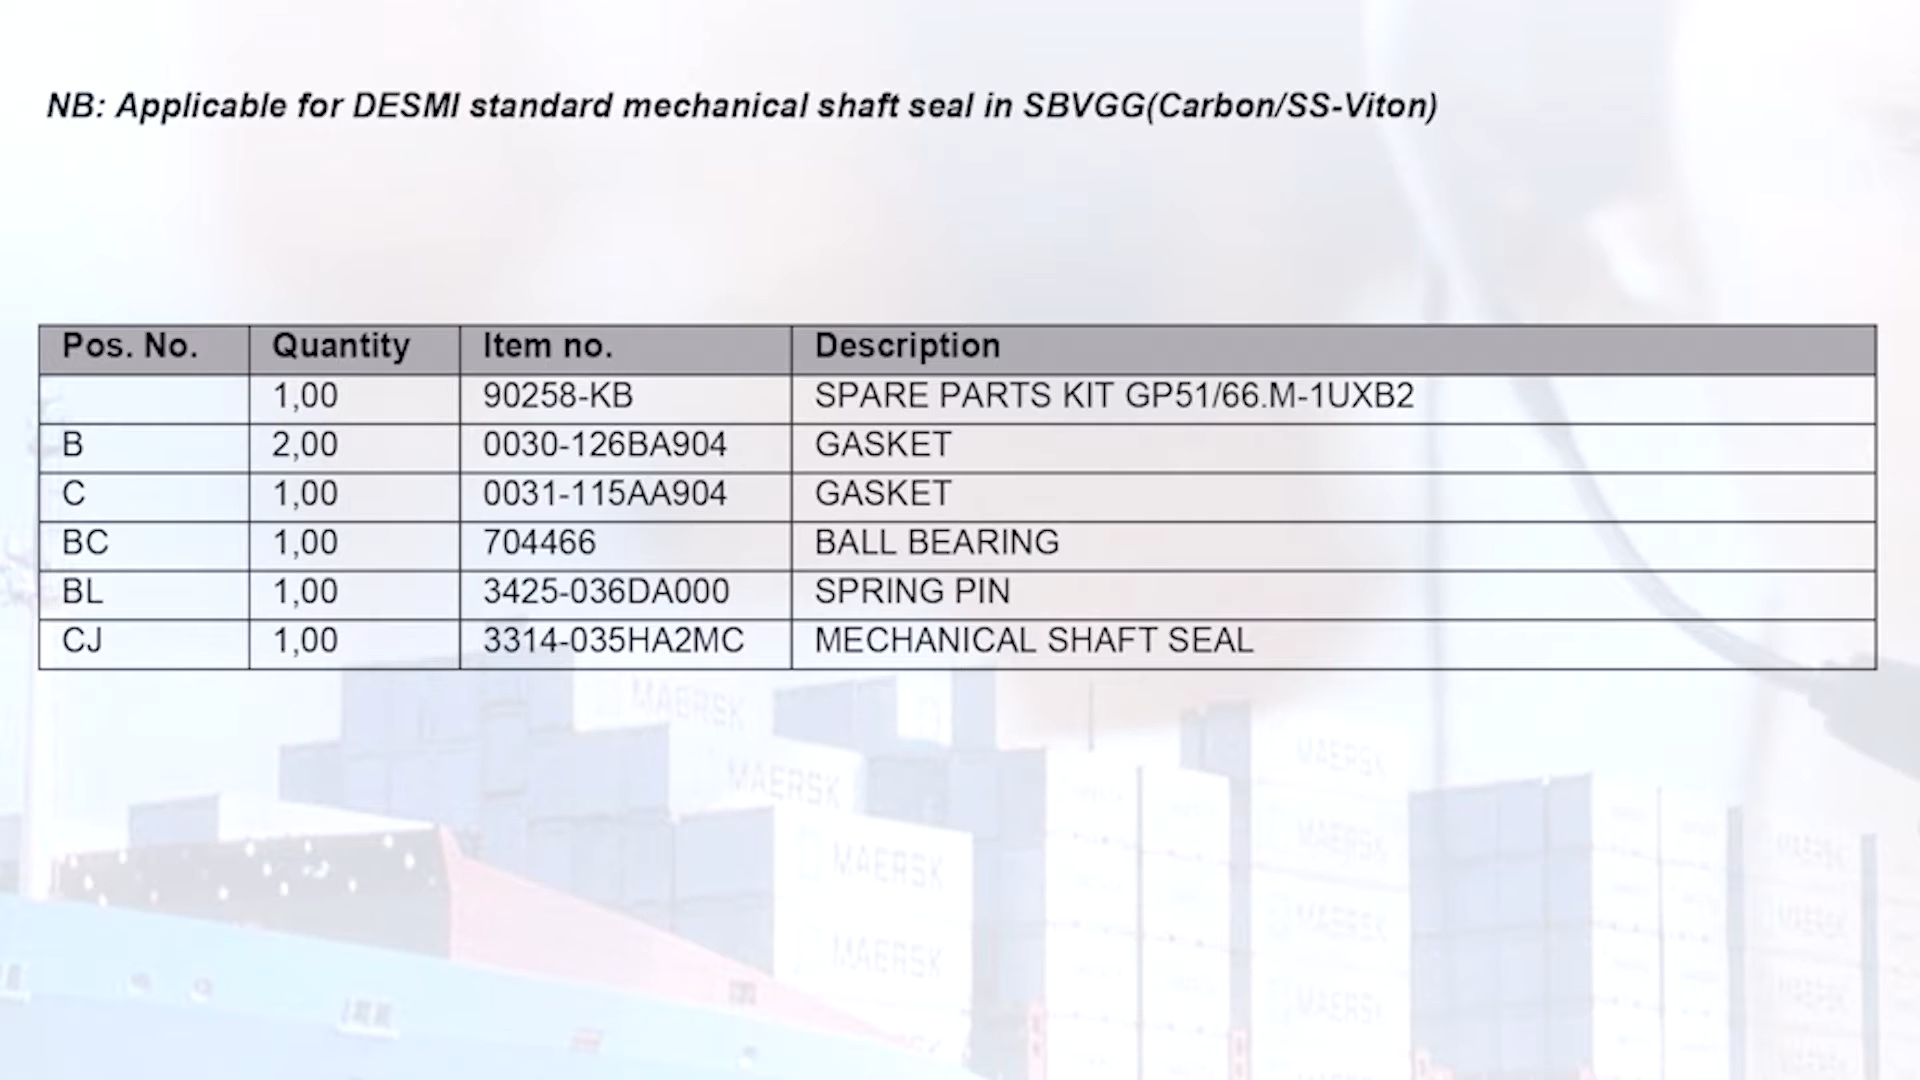 NB: Applicable for DESMI standard mechanical shaft seal in SBVGG(Carbon/SS-Viton)
Pos. No. Quantity Item no. Description
1,00 90258-KB SPARE PARTS KIT GP51/66.M-1UXB2
B 2,00 0030-126BA904 GASKET
C 1,00 0031-115AA904 GASKET
BC 1,00 704466 BALL BEARING
BL 1,00 3425-036DA000 SPRING PIN
CJ 1,00 3314-035HA2MC MECHANICAL SHAFT SEAL
MAERSK
MAERSK
MAERSK
MAERSK
MAERSK
MAERSK
MAERSK
MAERSK